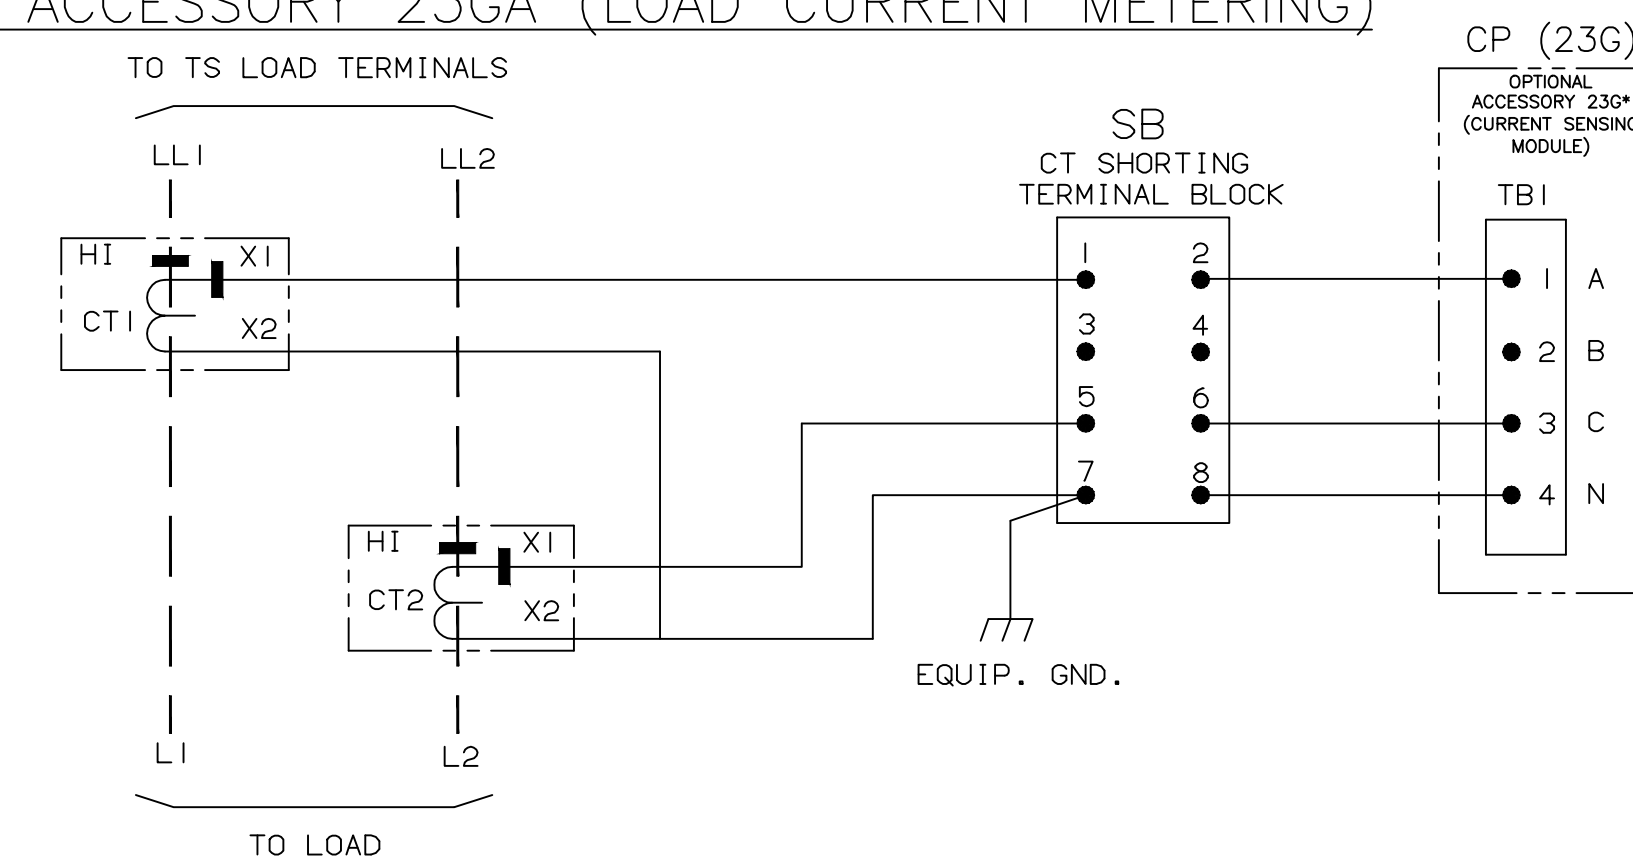 ACCESSORY 23GA (LOAD CURRENT METERING)
CP (23G)
TO TS LOAD TERMINALS
OPTIONAL
ACCESSORY 23G*
(CURRENT SENSING
MODULE)
SB
CT SHORTING
TERMINAL BLOCK
TB1
LL1
LL2
H1 X1
CT1
X2
1 2
3 4
5 6
7 8
1 A
2 B
3 C
4 N
H1 X1
CT2
X2
EQUIP. GND.
L1
L2
TO LOAD